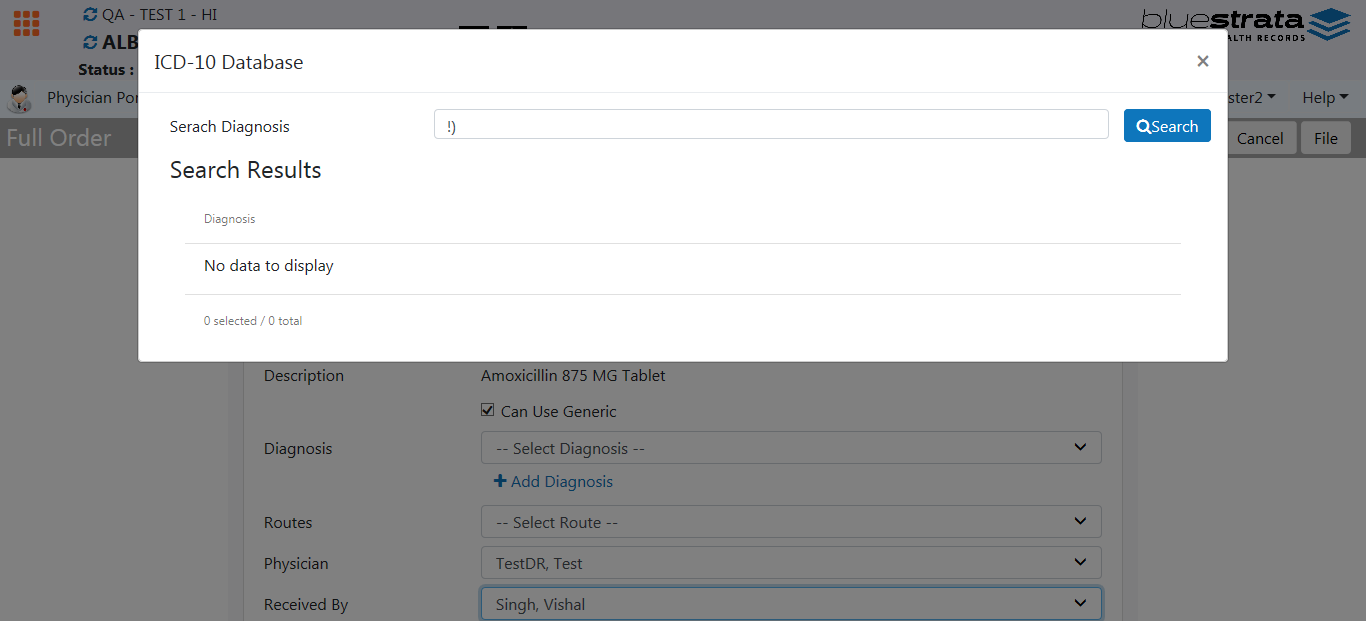 QA - TEST 1 - HI
ALB
Status :
bluestrata
ALTH RECORDS
ICD-10 Database
×
Physician Por
ster2
Help
Full Order
Cancel
File
Serach Diagnosis
!)
Search
Search Results
Diagnosis
No data to display
0 selected / 0 total
Description
Amoxicillin 875 MG Tablet
Can Use Generic
Diagnosis
-- Select Diagnosis --
Add Diagnosis
Routes
-- Select Route --
Physician
TestDR, Test
Received By
Singh, Vishal